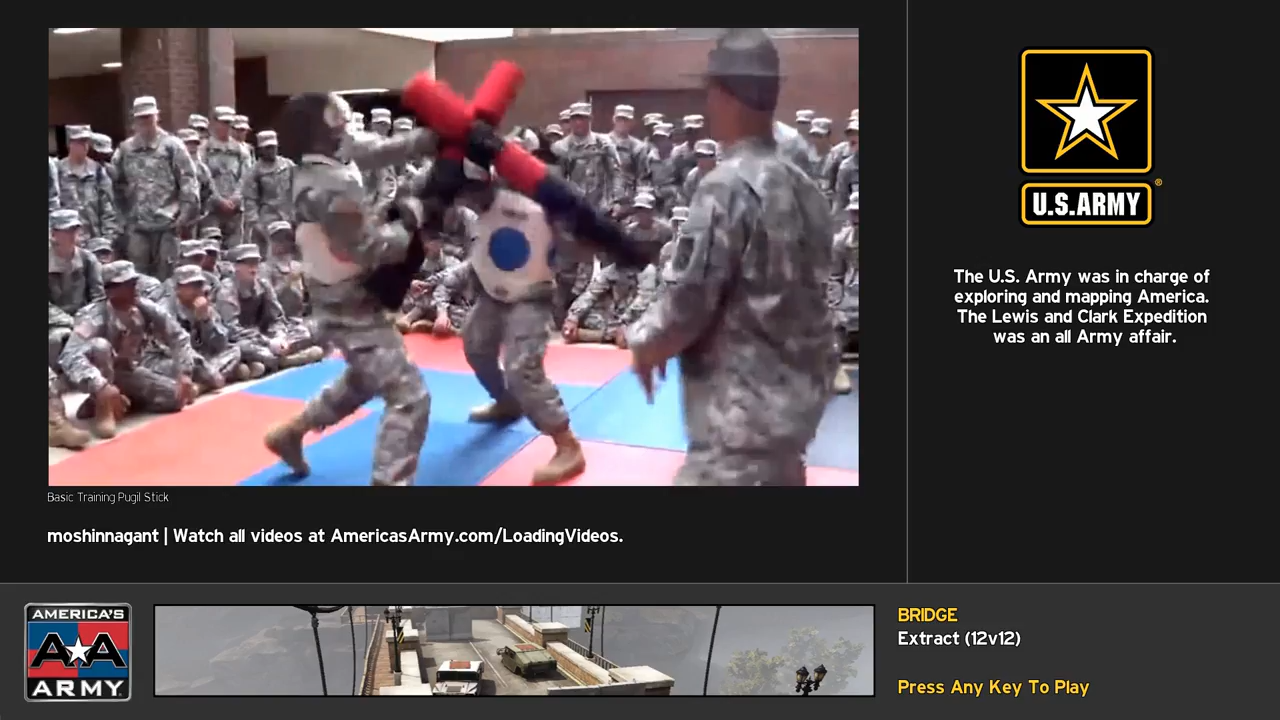 U.S.ARMY
®
The U.S. Army was in charge of
exploring and mapping America.
The Lewis and Clark Expedition
was an all Army affair.
Basic Training Pugil Stick
moshinnagant | Watch all videos at AmericasArmy.com/LoadingVideos.
AMERICA'S
AA
ARMY
BRIDGE
Extract (12v12)
Press Any Key To Play